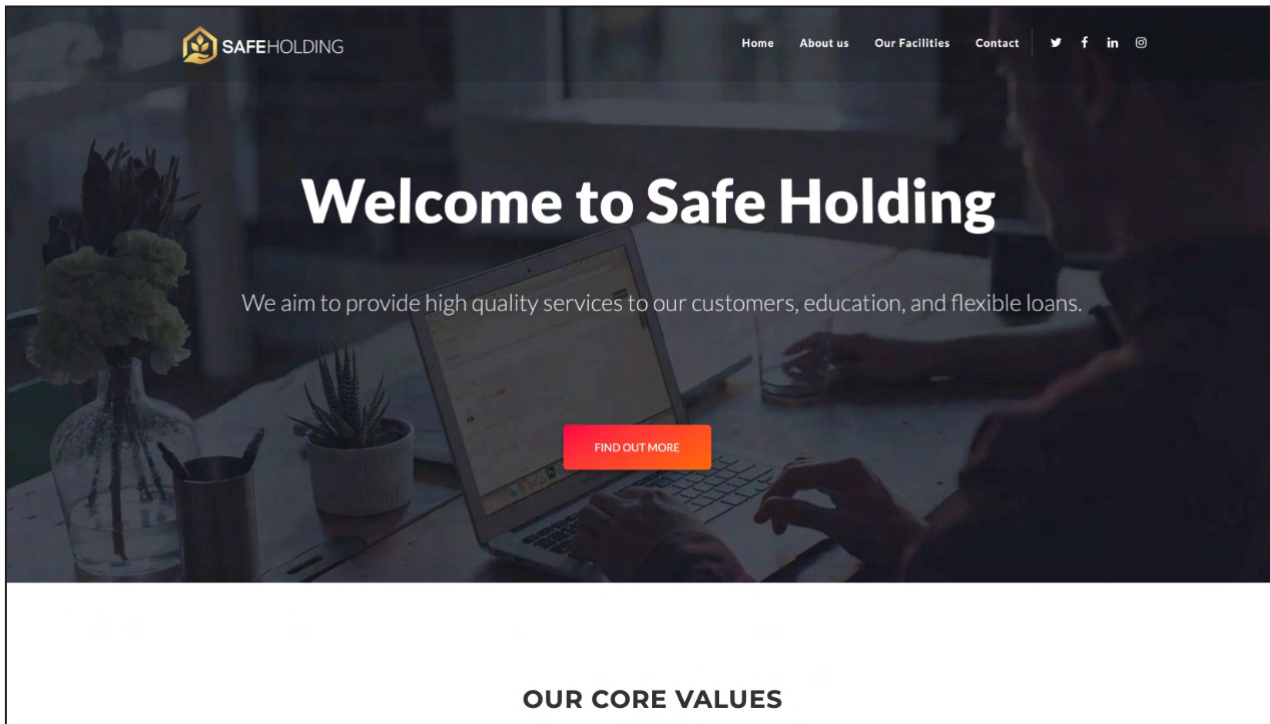 SAFEHOLDING
Home About us Our Facilities Contact
Welcome to Safe Holding
We aim to provide high quality services to our customers, education, and flexible loans.
FIND OUT MORE
OUR CORE VALUES